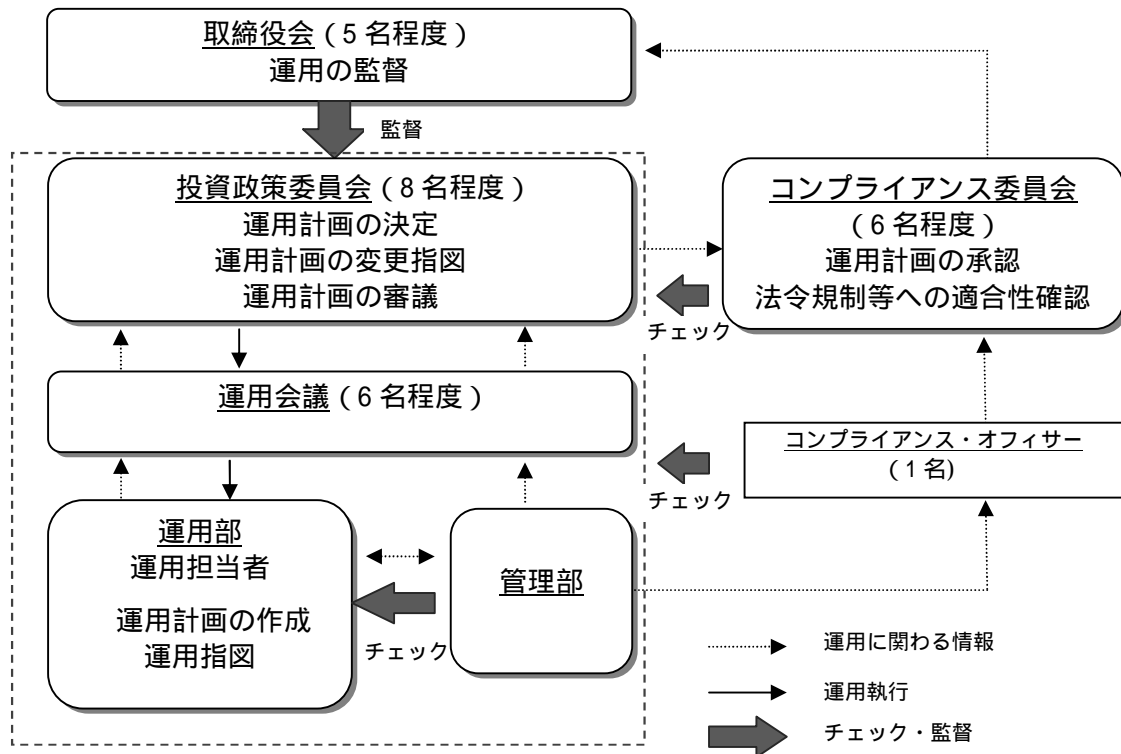 取締役会（5 名程度）
運用の監督
監督
投資政策委員会（8 名程度）
運用計画の決定
運用計画の変更指図
運用計画の審議
コンプライアンス委員会
（6 名程度）
運用計画の承認
法令規制等への適合性確認
チェック
運用会議（6 名程度）
コンプライアンス・オフィサー
（1 名)
チェック
運用部
運用担当者
運用計画の作成
運用指図
チェック
管理部
運用に関わる情報
運用執行
チェック・監督